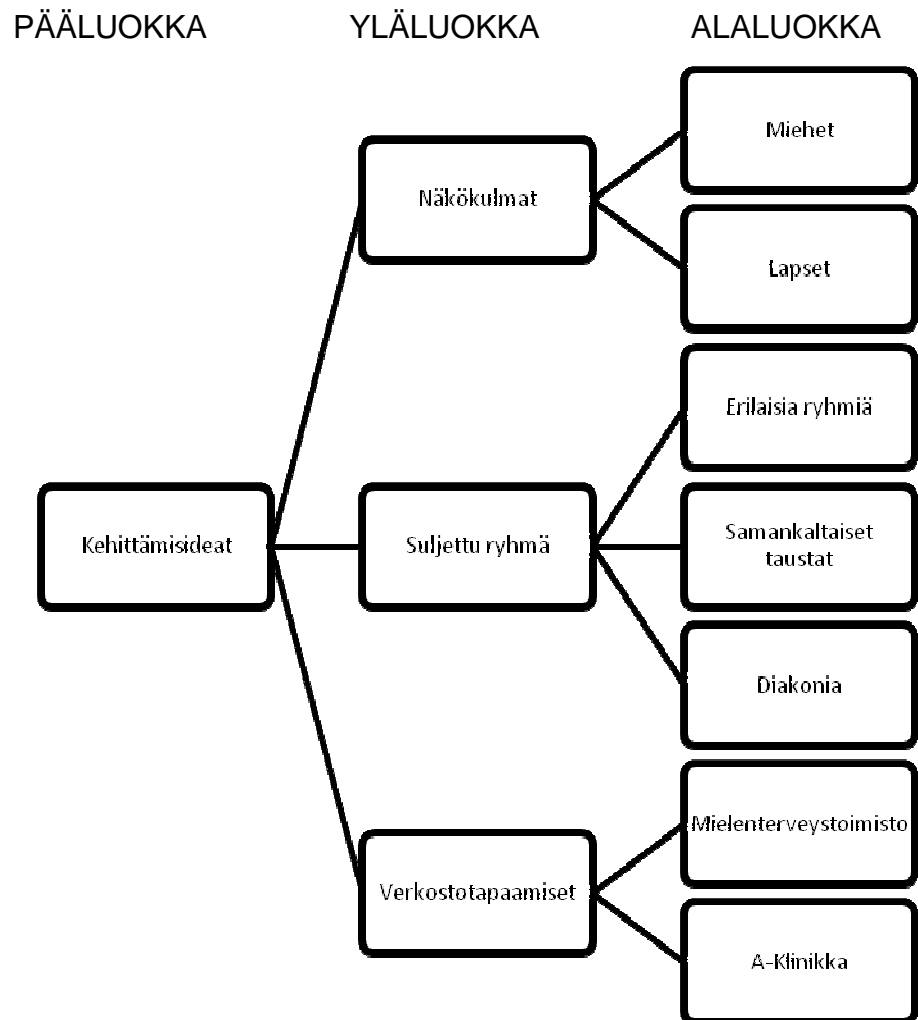 PÄÄLUOKKA YLÄLUOKKA ALALUOKKA
Miehet
Näkökulmat
Lapset
Erilaisia ryhmiä
Kehittämisideat
Suljettu ryhmä
Samankaltaiset
taustat
Diakonia
Mielenterveystoimisto
Verkostotapaamiset
A-Klinikka